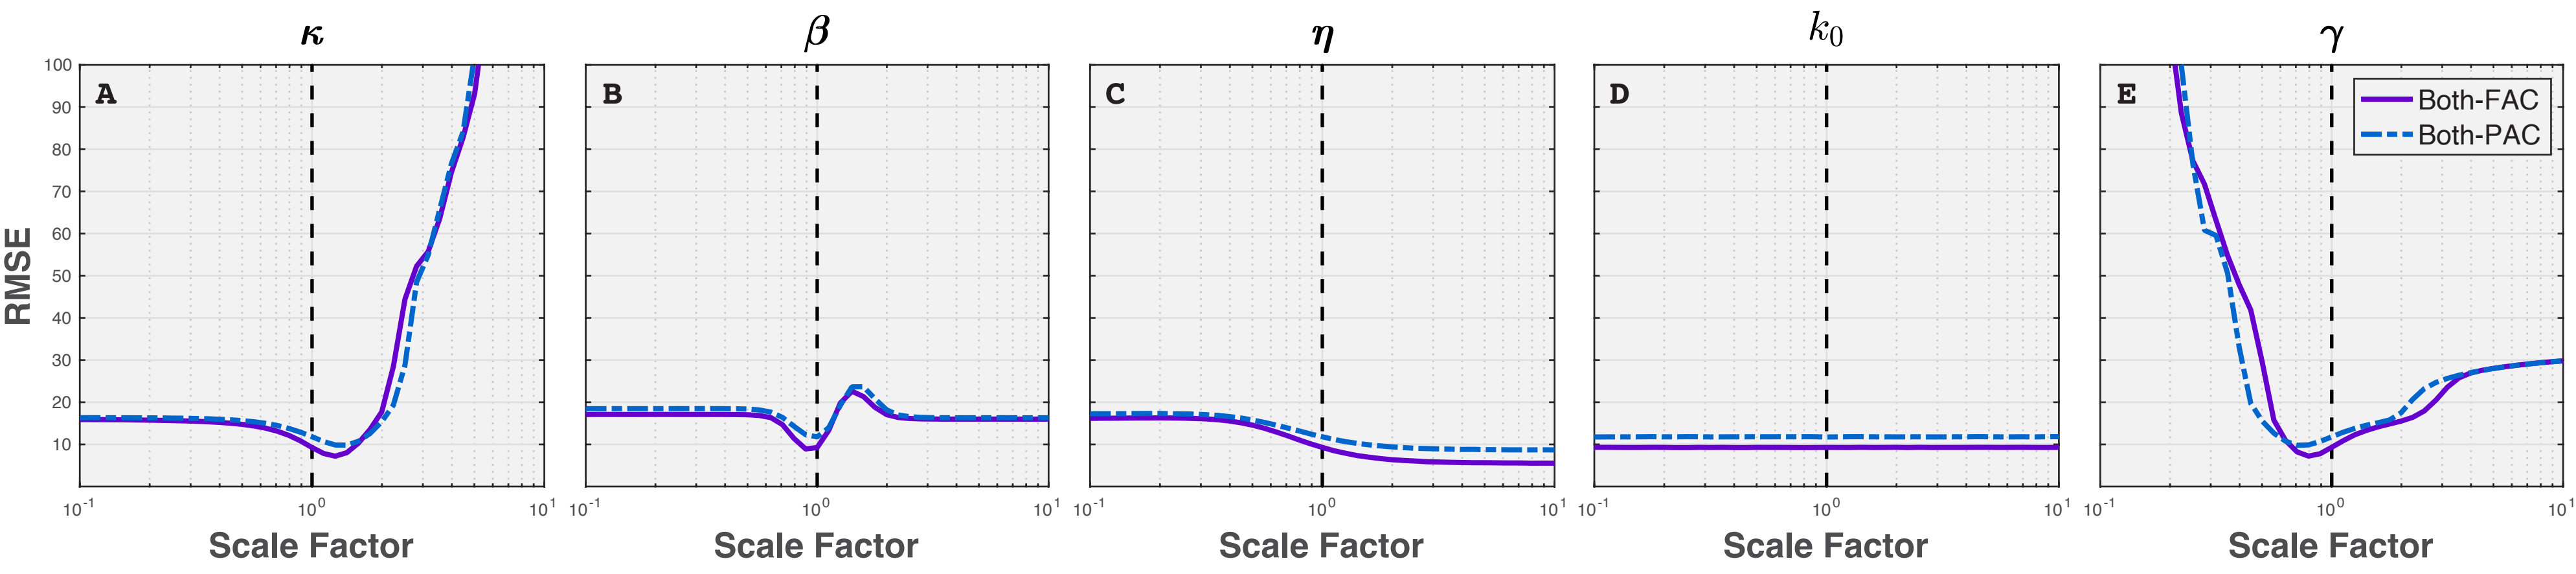 κ β η k₀ γ
A B C D E
Both-FAC
Both-PAC
RMSE
100
90
80
70
60
50
40
30
20
10
10⁻¹ 10⁰ 10¹ 10⁻¹ 10⁰ 10¹ 10⁻¹ 10⁰ 10¹ 10⁻¹ 10⁰ 10¹ 10⁻¹ 10⁰ 10¹
Scale Factor Scale Factor Scale Factor Scale Factor Scale Factor